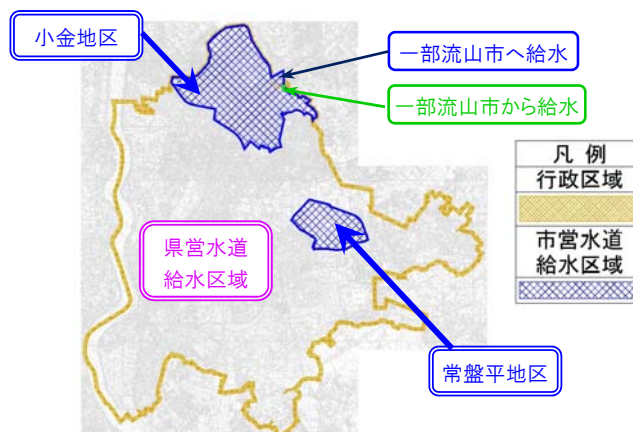 小金地区
一部流山市へ給水
一部流山市から給水
凡 例
行政区域
市営水道
給水区域
県営水道
給水区域
常盤平地区